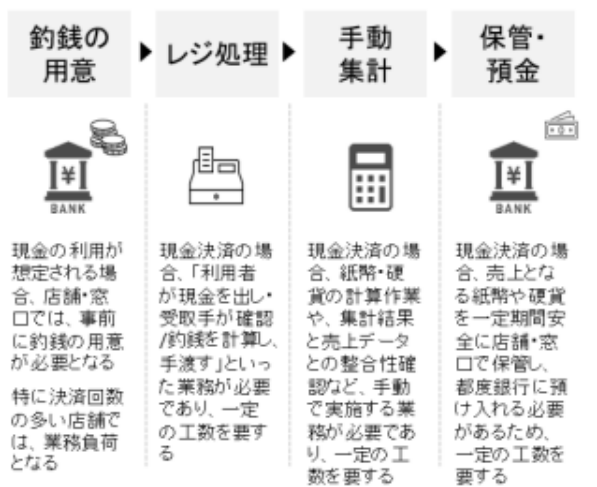 釣銭の
用意
レジ処理
手動
集計
保管・
預金
¥
BANK
現金の利用が
想定される場
合、店舗・窓
口では、事前
に釣銭の用意
が必要となる
特に決済回数
の多い店舗で
は、業務負荷
となる
現金決済の場
合、「利用者
が現金を出し・
受取手が確認
/釣銭を計算し、
手渡す」といっ
た業務が必要
であり、一定
の工数を要す
る
現金決済の場
合、紙幣・硬
貨の計算作業
や、集計結果
と売上データ
との整合性確
認など、手動
で実施する業
務が必要であ
り、一定の工
数を要する
¥
BANK
現金決済の場
合、売上とな
る紙幣や硬貨
を一定期間安
全に店舗・窓
口で保管し、
都度銀行に預
け入れる必要
があるため、
一定の工数を
要する